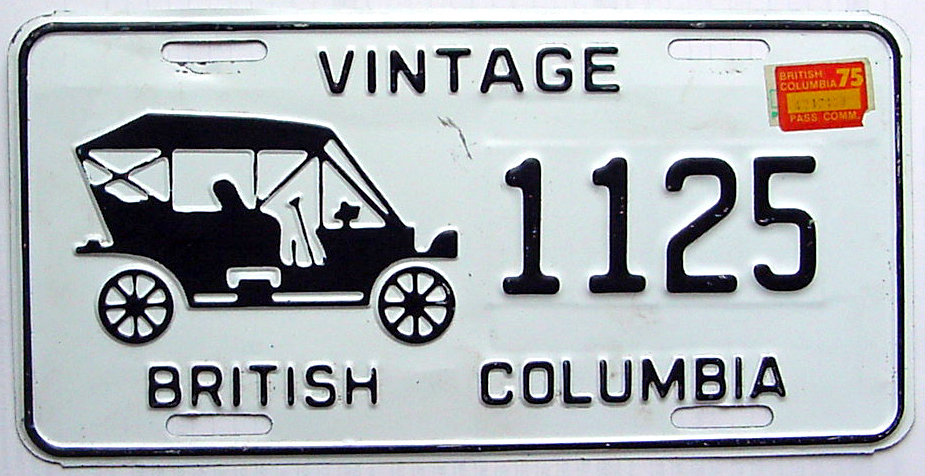 VINTAGE
BRITISH 75
COLUMBIA
PASS COMM.
1125
BRITISH COLUMBIA